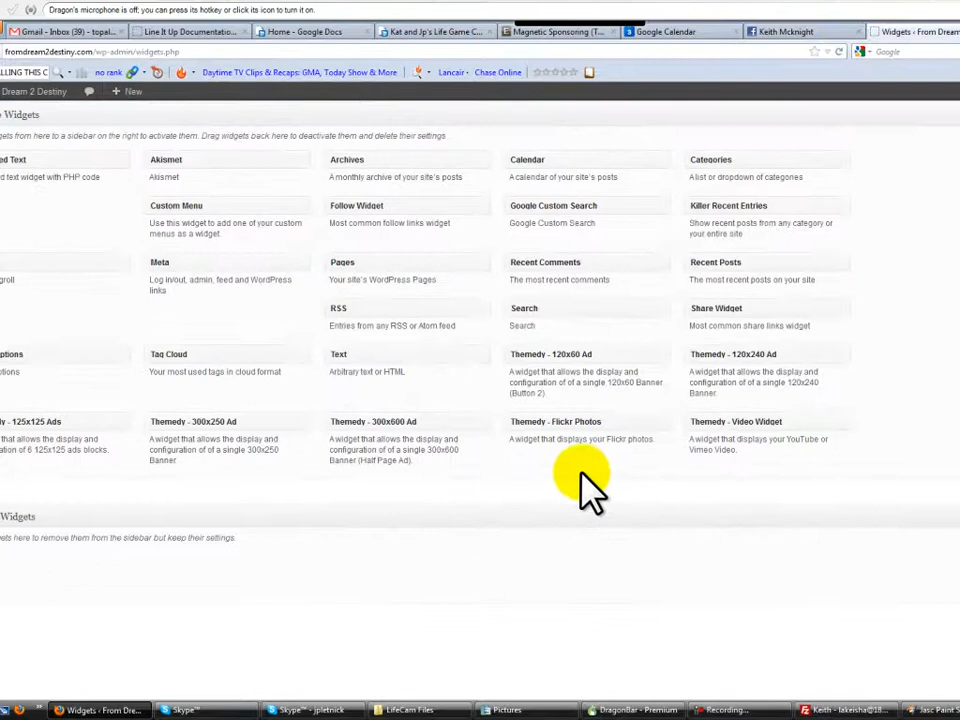 Dragon's microphone is off; you can press its hotkey or click its icon to turn it on.
Gmail - Inbox (39) - topal...
Line It Up Documentatio...
Home - Google Docs
Kat and Jp's Life Game C...
Magnetic Sponsoring (T...
Google Calendar
Keith Mcknight
Widgets ‹ From Dream
fromdream2destiny.com/wp-admin/widgets.php
Google
ALLING THIS C
no rank
Daytime TV Clips & Recaps: GMA, Today Show & More
Lancair
Chase Online
Dream 2 Destiny
New
Widgets
gets from here to a sidebar on the right to activate them. Drag widgets back here to deactivate them and delete their settings.
ed Text
Akismet
Archives
Calendar
Categories
d text widget with PHP code
Akismet
A monthly archive of your site's posts
A calendar of your site's posts
A list or dropdown of categories
Custom Menu
Follow Widget
Google Custom Search
Killer Recent Entries
Use this widget to add one of your custom menus as a widget.
Most common follow links widget
Google Custom Search
Show recent posts from any category or your entire site
Meta
Pages
Recent Comments
Recent Posts
groll
Log in/out, admin, feed and WordPress links
Your site's WordPress Pages
The most recent comments
The most recent posts on your site
RSS
Search
Share Widget
Entries from any RSS or Atom feed
Search
Most common share links widget
ptions
Tag Cloud
Text
Themedy - 120x60 Ad
Themedy - 120x240 Ad
ptions
Your most used tags in cloud format
Arbitrary text or HTML
A widget that allows the display and configuration of of a single 120x60 Banner (Button 2)
A widget that allows the display and configuration of of a single 120x240 Banner
y - 125x125 Ads
Themedy - 300x250 Ad
Themedy - 300x600 Ad
Themedy - Flickr Photos
Themedy - Video Widget
that allows the display and ation of 6 125x125 ads blocks.
A widget that allows the display and configuration of of a single 300x250 Banner
A widget that allows the display and configuration of of a single 300x600 Banner (Half Page Ad).
A widget that displays your Flickr photos.
A widget that displays your YouTube or Vimeo Video.
Widgets
gets here to remove them from the sidebar but keep their settings.
Widgets ‹ From Dre...
Skype™
Skype™ - jpletnick
LifeCam Files
Pictures
DragonBar - Premium
Recording...
Keith - Lakeisha@18...
Jasc Paint S